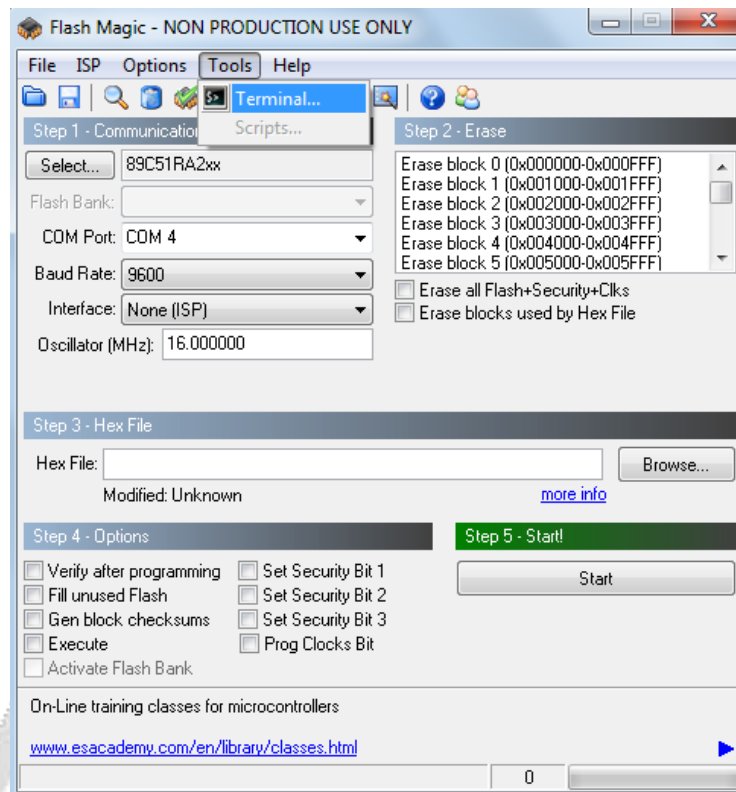 Flash Magic - NON PRODUCTION USE ONLY
File ISP Options Tools Help
Terminal...
Scripts...
Step 1 - Communication
Step 2 - Erase
Select... 89C51RA2xx
Flash Bank:
COM Port: COM 4
Baud Rate: 9600
Interface: None (ISP)
Oscillator (MHz): 16.000000
Erase block 0 (0x000000-0x000FFF)
Erase block 1 (0x001000-0x001FFF)
Erase block 2 (0x002000-0x002FFF)
Erase block 3 (0x003000-0x003FFF)
Erase block 4 (0x004000-0x004FFF)
Erase block 5 (0x005000-0x005FFF)
Erase all Flash+Security+Clks
Erase blocks used by Hex File
Step 3 - Hex File
Hex File: Browse...
Modified: Unknown more info
Step 4 - Options
Step 5 - Start!
Verify after programming Set Security Bit 1
Fill unused Flash Set Security Bit 2
Gen block checksums Set Security Bit 3
Execute Prog Clocks Bit
Activate Flash Bank
Start
On-Line training classes for microcontrollers
www.esacademy.com/en/library/classes.html
0